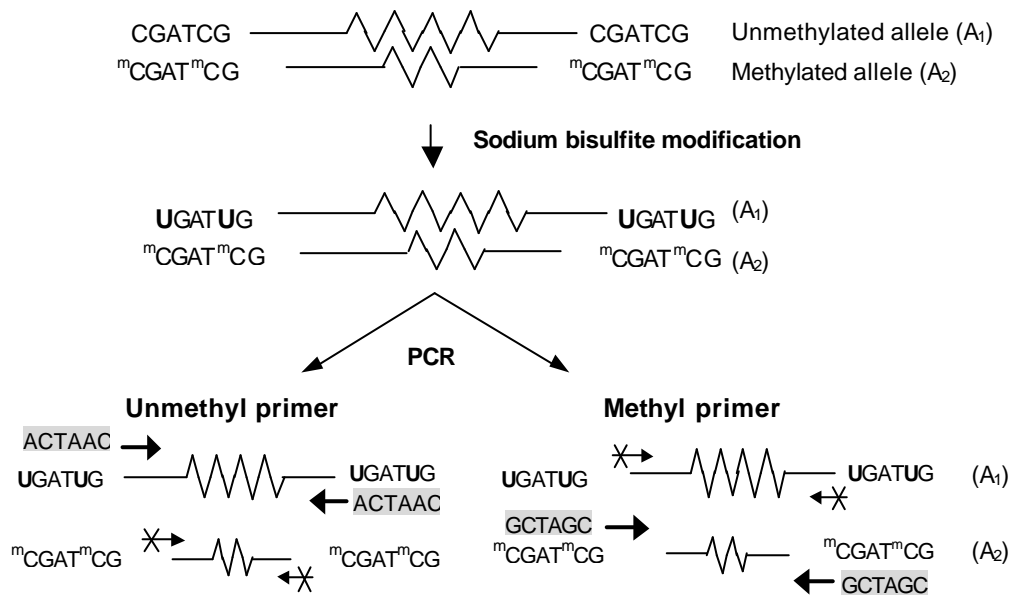 CGATCG CGATCG Unmethylated allele (A₁)
ᵐCGATᵐCG ᵐCGATᵐCG Methylated allele (A₂)
Sodium bisulfite modification
UGATUG UGATUG (A₁)
ᵐCGATᵐCG ᵐCGATᵐCG (A₂)
PCR
Unmethyl primer Methyl primer
ACTAAC
UGATUG UGATUG UGATUG UGATUG (A₁)
ACTAAC
GCTAGC
ᵐCGATᵐCG ᵐCGATᵐCG ᵐCGATᵐCG ᵐCGATᵐCG (A₂)
GCTAGC